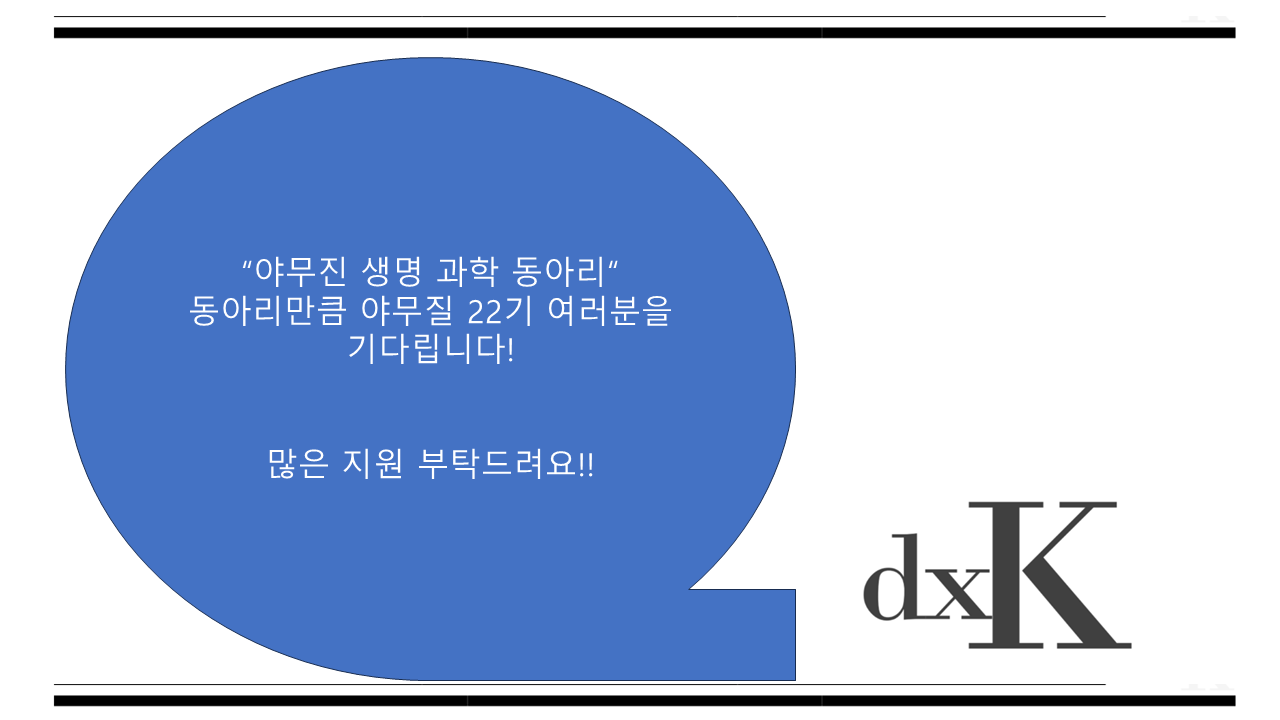 “야무진 생명 과학 동아리“
동아리만큼 야무질 22기 여러분을
기다립니다!
많은 지원 부탁드려요!!
dxK